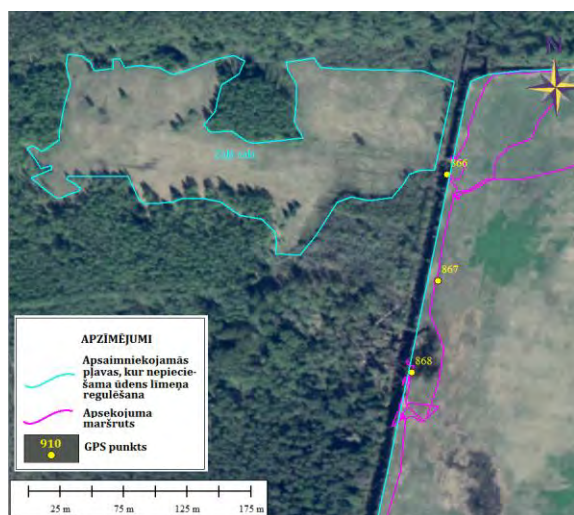 N
866
867
868
APZĪMĒJUMI
Apsaimniekojamās
pļavas, kur nepiecie-
šama ūdens līmeņa
regulēšana
Apsekojuma
maršruts
910
GPS punkts
25 m
75 m
125 m
175 m